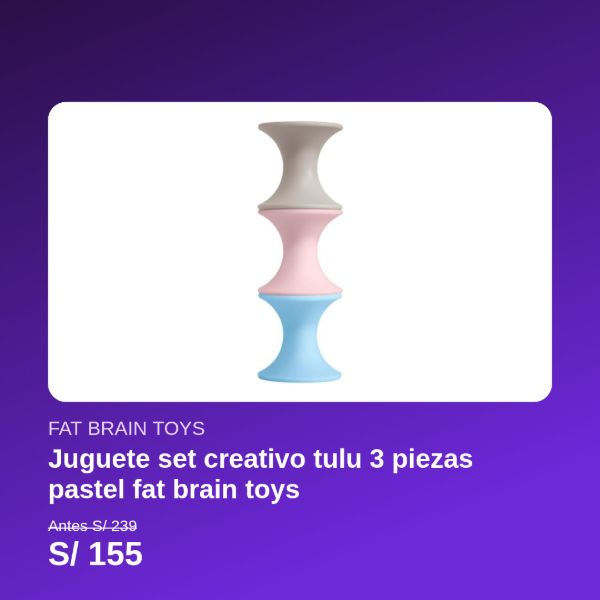 FAT BRAIN TOYS
Juguete set creativo tulu 3 piezas
pastel fat brain toys
Antes S/ 239
S/ 155